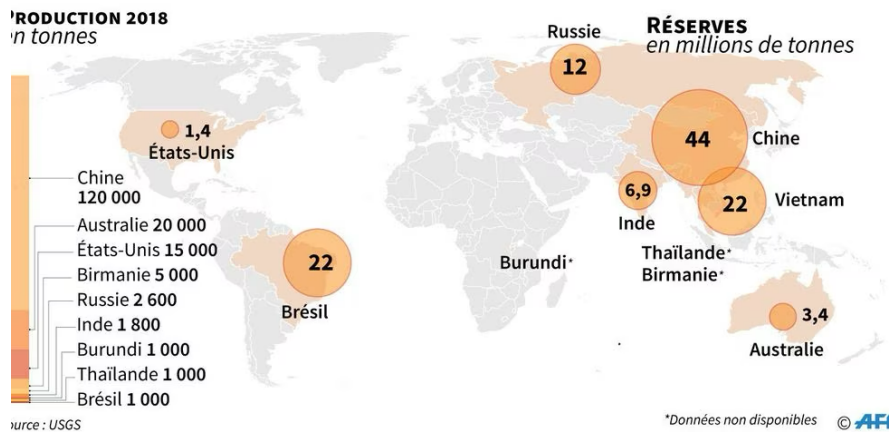 PRODUCTION 2018
en tonnes
Chine
120 000
Australie 20 000
États-Unis 15 000
Birmanie 5 000
Russie 2 600
Inde 1 800
Burundi 1 000
Thaïlande 1 000
Brésil 1 000
RÉSERVES
en millions de tonnes
Russie
12
1,4
États-Unis
44
Chine
6,9
Inde
22
Vietnam
Thaïlande*
Birmanie*
Burundi*
22
Brésil
3,4
Australie
ource : USGS
*Données non disponibles
© AF